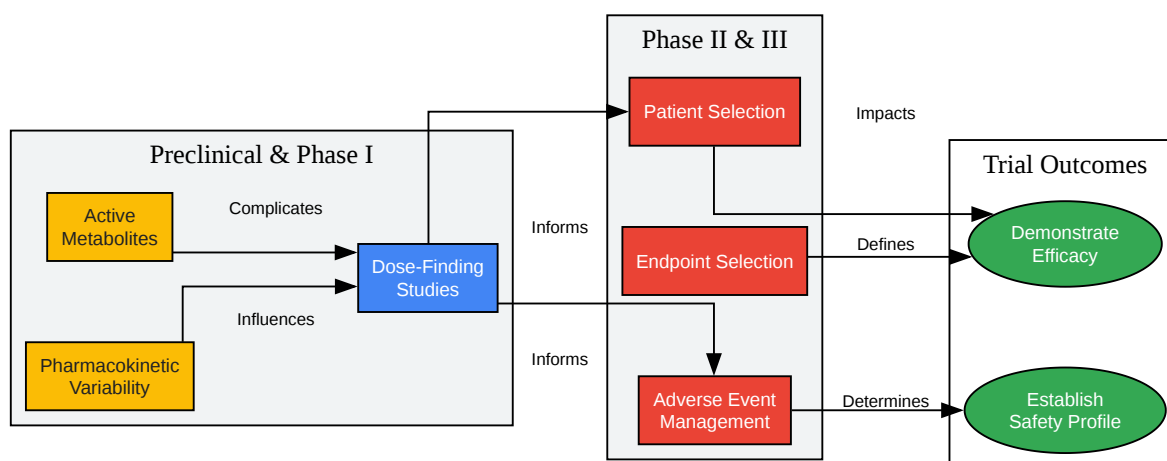 Preclinical & Phase I
Active
Metabolites
Complicates
Dose-Finding
Studies
Influences
Pharmacokinetic
Variability
Informs
Informs
Phase II & III
Patient Selection
Endpoint Selection
Adverse Event
Management
Impacts
Defines
Determines
Trial Outcomes
Demonstrate
Efficacy
Establish
Safety Profile